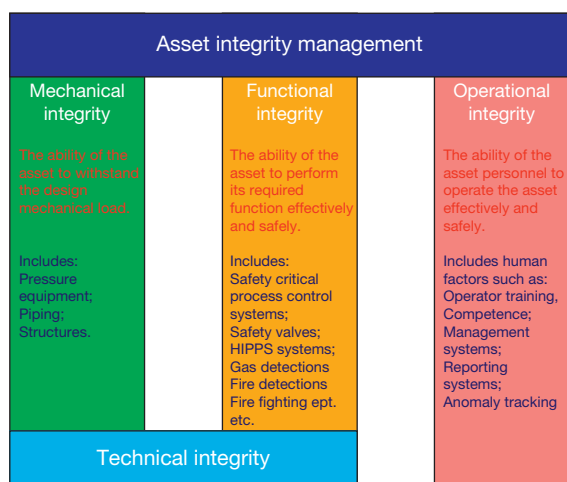 Asset integrity management
Mechanical
integrity
The ability of the
asset to withstand
the design
mechanical load.
Includes:
Pressure
equipment;
Piping;
Structures.
Functional
integrity
The ability of the
asset to perform
its required
function effectively
and safely.
Includes:
Safety critical
process control
systems;
Safety valves;
HIPPS systems;
Gas detections
Fire detections
Fire fighting ept.
etc.
Operational
integrity
The ability of the
asset personnel to
operate the asset
effectively and
safely.
Includes human
factors such as:
Operator training,
Competence;
Management
systems;
Reporting
systems;
Anomaly tracking
Technical integrity